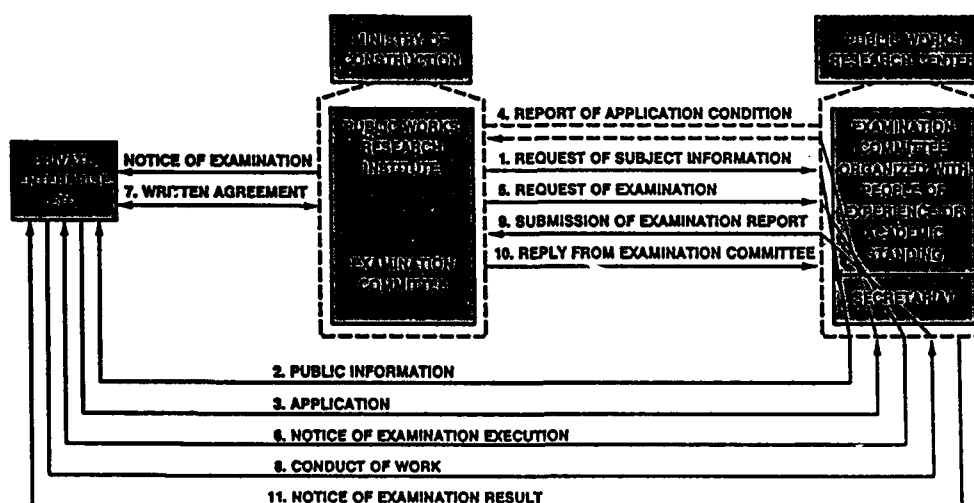 MINISTRY OF
CONSTRUCTION
PUBLIC WORKS
RESEARCH CENTER
PUBLIC WORKS
RESEARCH
INSTITUTE
EXAMINATION
COMMITTEE
4. REPORT OF APPLICATION CONDITION
1. REQUEST OF SUBJECT INFORMATION
5. REQUEST OF EXAMINATION
9. SUBMISSION OF EXAMINATION REPORT
10. REPLY FROM EXAMINATION COMMITTEE
EXAMINATION
COMMITTEE
ORGANIZED WITH
PEOPLE OF
EXPERIENCE OR
ACADEMIC
STANDING
SECRETARIAT
PRIVATE
ENTERPRISE
NOTICE OF EXAMINATION
7. WRITTEN AGREEMENT
2. PUBLIC INFORMATION
3. APPLICATION
6. NOTICE OF EXAMINATION EXECUTION
8. CONDUCT OF WORK
11. NOTICE OF EXAMINATION RESULT